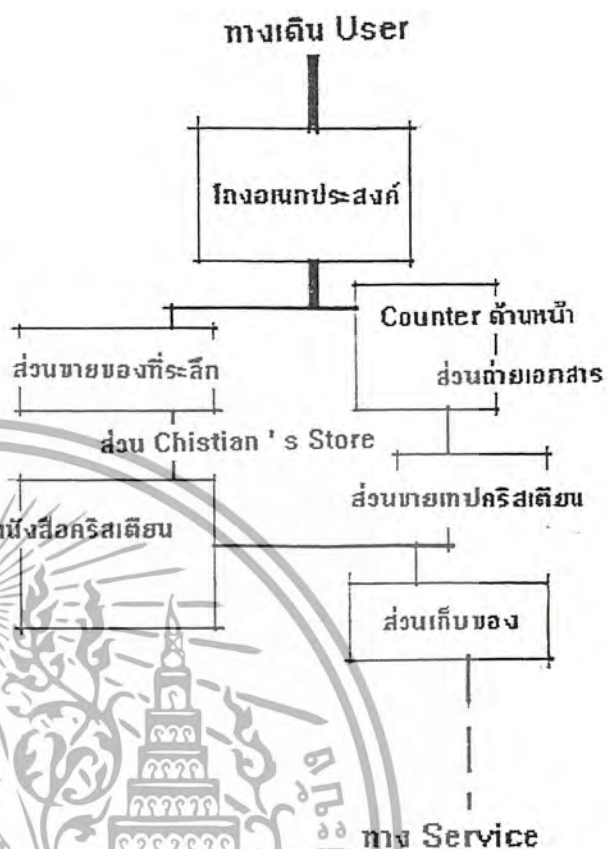 ทางเดิน User
โถงอเนกประสงค์
Counter ด้านหน้า
ส่วนขายของที่ระลึก
ส่วนถ่ายเอกสาร
ส่วน Chistian ' s Store
ส่วนขายเทปคริสเตียน
หนังสือคริสเตียน
ส่วนเก็บของ
ทาง Service